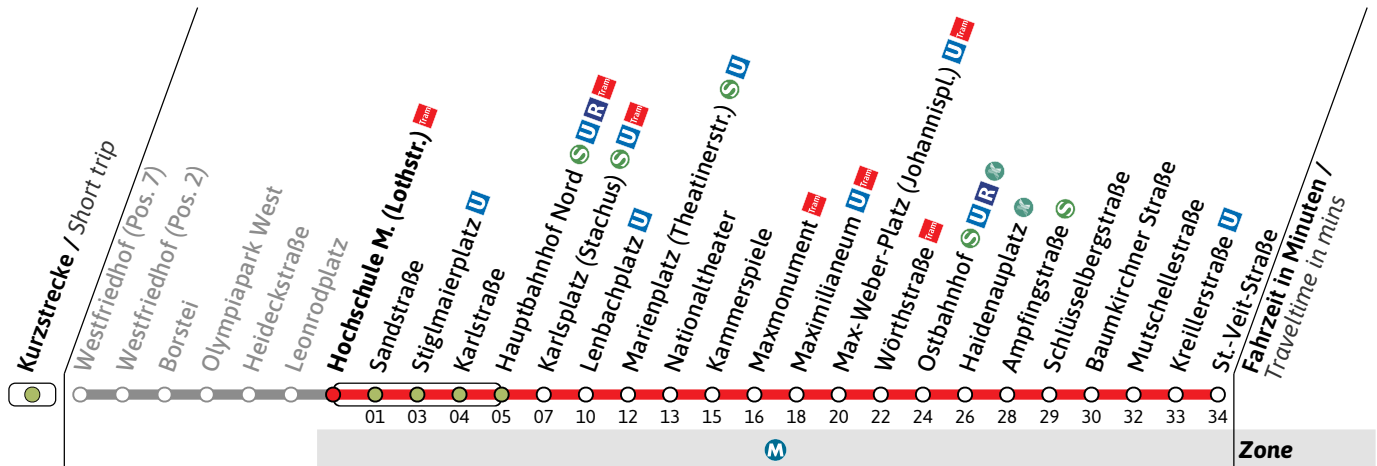 Kurzstrecke / Short trip
Westfriedhof (Pos. 7)
Westfriedhof (Pos. 2)
Borstei
Olympiapark West
Heideckstraße
Leonrodplatz
Hochschule M. (Lothstr.) Tram
Sandstraße
Stiglmaierplatz U
Karlstraße
Hauptbahnhof Nord S U R Tram
Karlsplatz (Stachus) S U Tram
Lenbachplatz U
Marienplatz (Theatinerstr.) S U
Nationaltheater
Kammerspiele
Maxmonument Tram
Maximilianeum U Tram
Max-Weber-Platz (Johannispl.) U Tram
Wörthstraße Tram
Ostbahnhof S U R X
Haidenauplatz X
Ampfingstraße S
Schlüsselbergstraße
Baumkirchner Straße
Mutschellestraße
Kreillerstraße U
St.-Veit-Straße
Fahrzeit in Minuten /
Traveltime in mins
01 03 04 05 07 10 12 13 15 16 18 20 22 24 26 28 29 30 32 33 34
M Zone